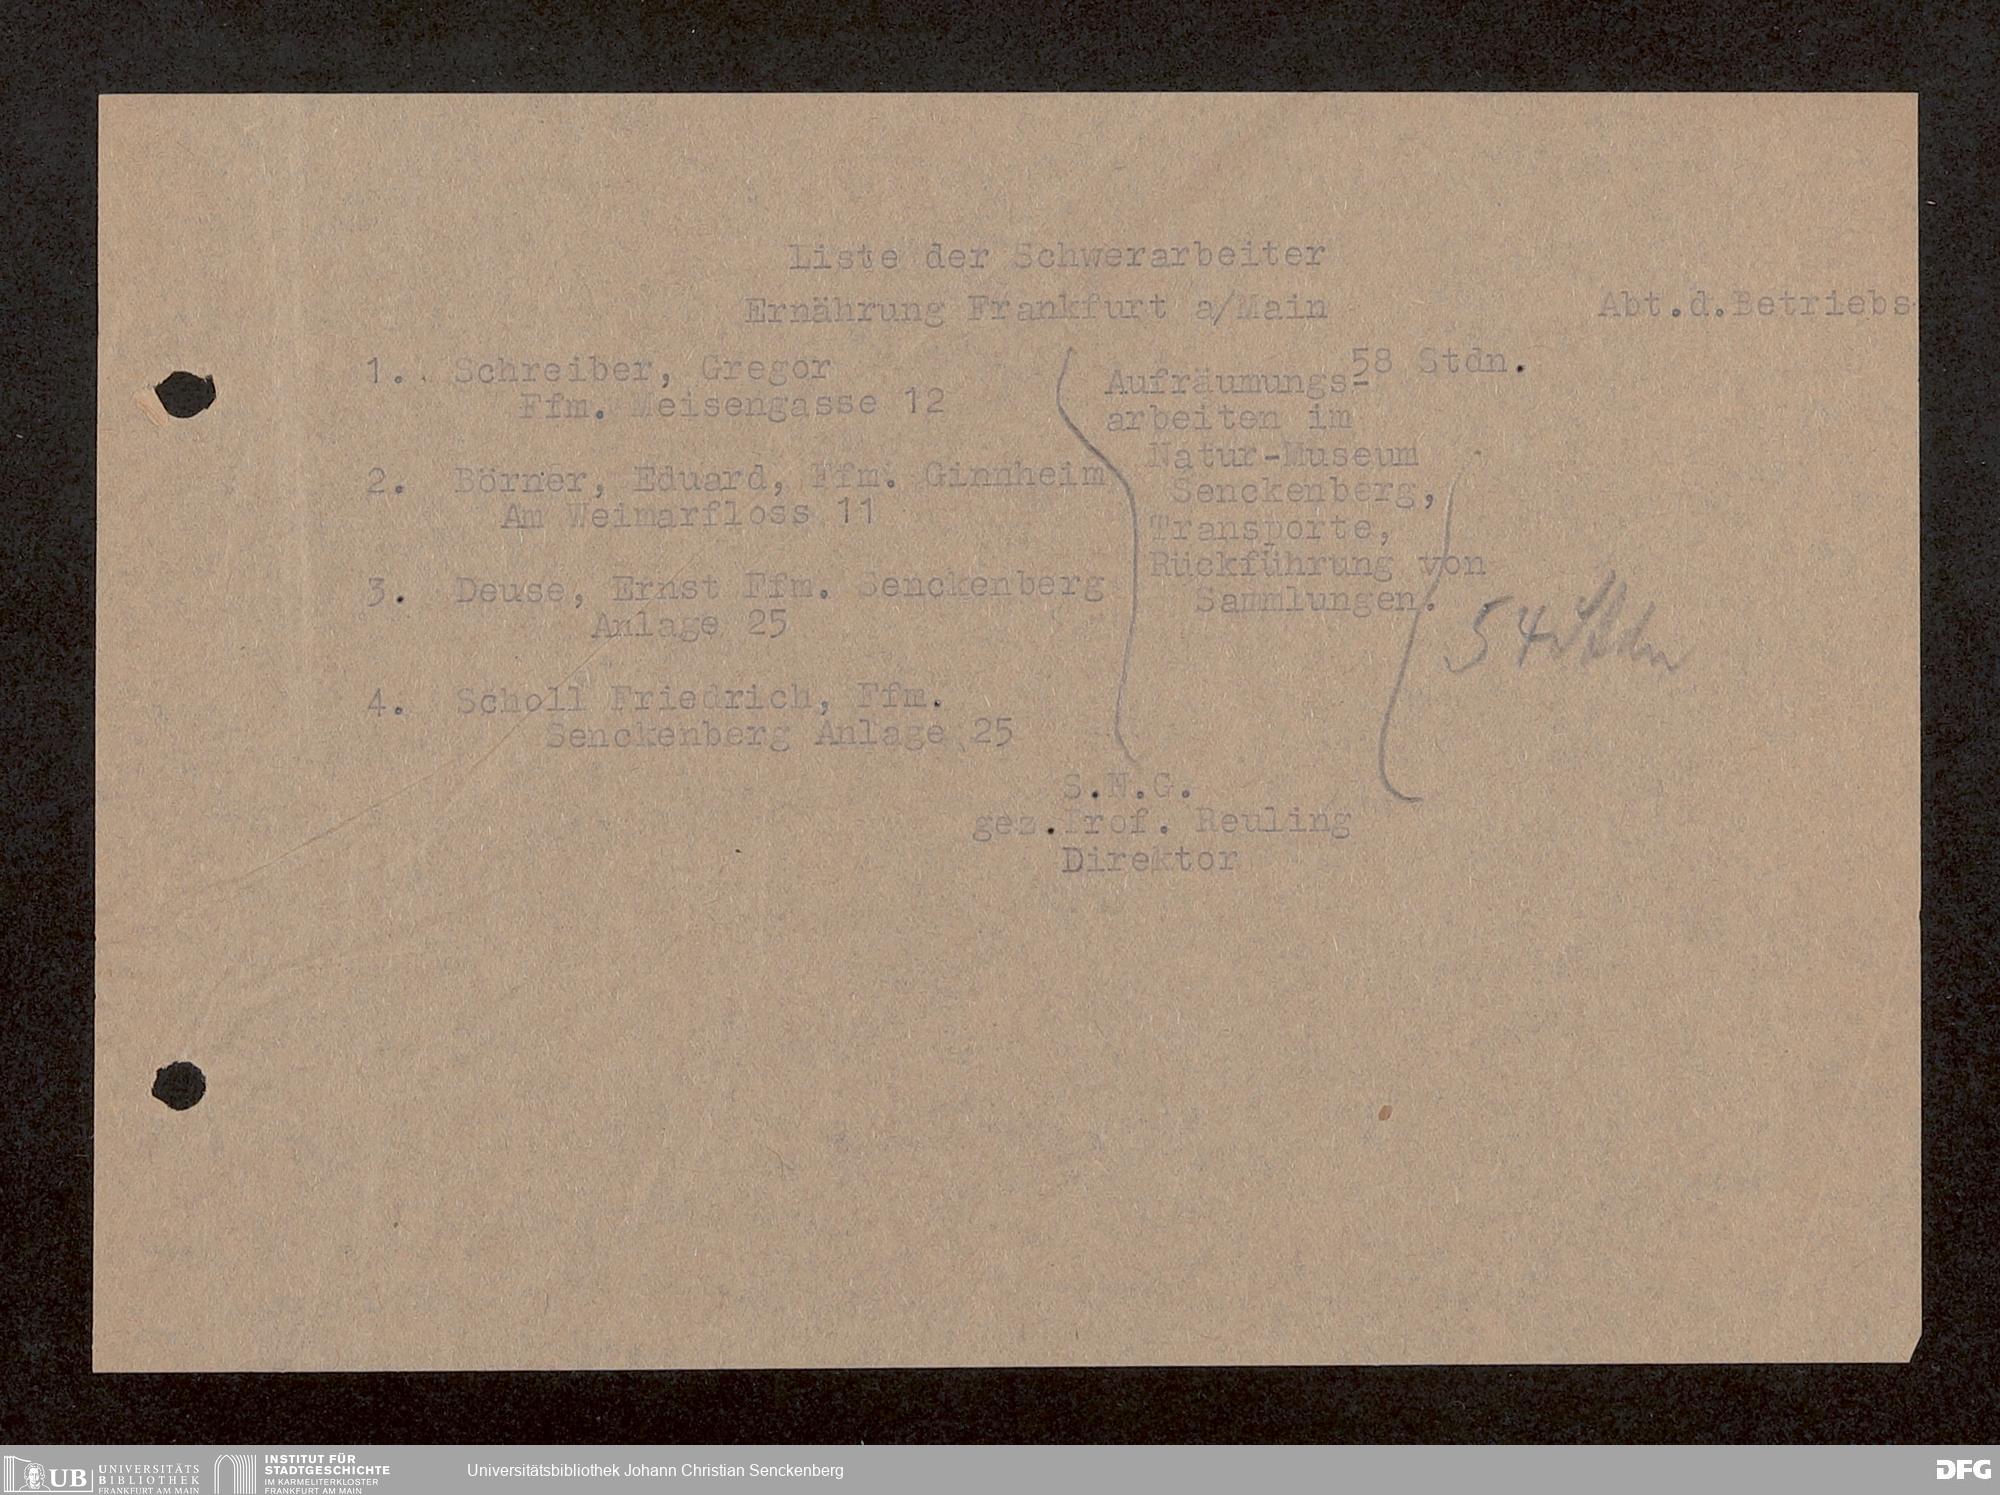 Liste der Schwerarbeiter
Ernährung Frankfurt a/Main
Abt.d.Betriebs-
1. Schreiber, Gregor
Ffm. Meisengasse 12
2. Börner, Eduard, Ffm. Ginnheim
Am Weimarfloss 11
3. Deuse, Ernst Ffm. Senckenberg
Anlage 25
4. Scholl Friedrich, Ffm.
Senckenberg Anlage 25
58 Stdn.
Aufräumungs-
arbeiten im
Natur-Museum
Senckenberg,
Transporte,
Rückführung von
Sammlungen.
54 Stdn
S.N.G.
gez.Prof. Reuling
Direktor
UB UNIVERSITÄTS
BIBLIOTHEK
FRANKFURT AM MAIN
INSTITUT FÜR
STADTGESCHICHTE
IM KARMELITERKLOSTER
FRANKFURT AM MAIN
Universitätsbibliothek Johann Christian Senckenberg
DFG